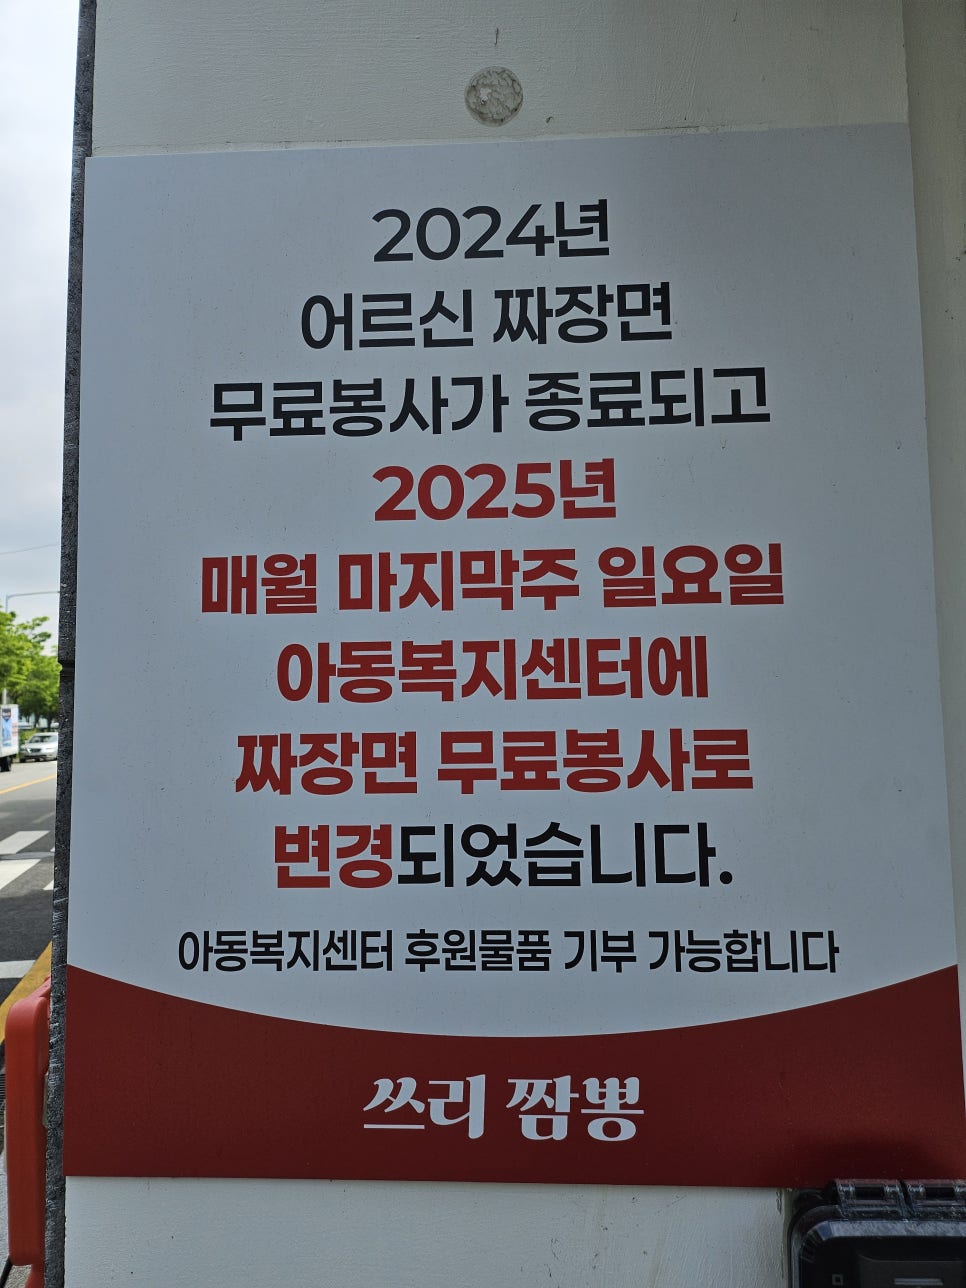 2024년
어르신 짜장면
무료봉사가 종료되고
2025년
매월 마지막주 일요일
아동복지센터에
짜장면 무료봉사로
변경되었습니다.
아동복지센터 후원물품 기부 가능합니다
쓰리 짬뽕